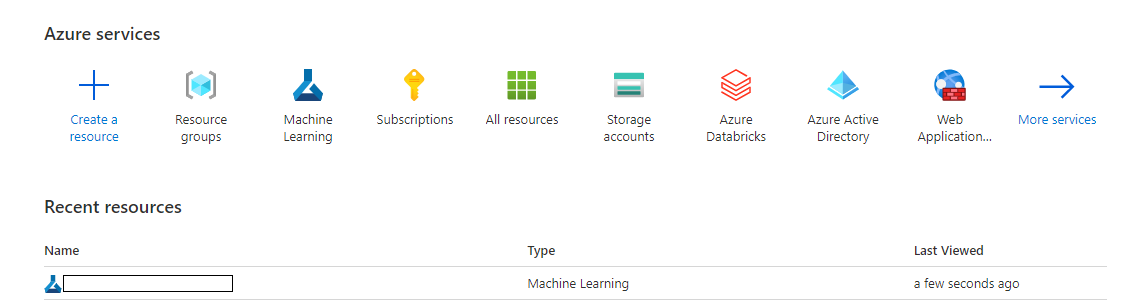 Azure services
Create a
resource
Resource
groups
Machine
Learning
Subscriptions
All resources
Storage
accounts
Azure
Databricks
Azure Active
Directory
Web
Application...
More services
Recent resources
Name Type Last Viewed
Machine Learning a few seconds ago